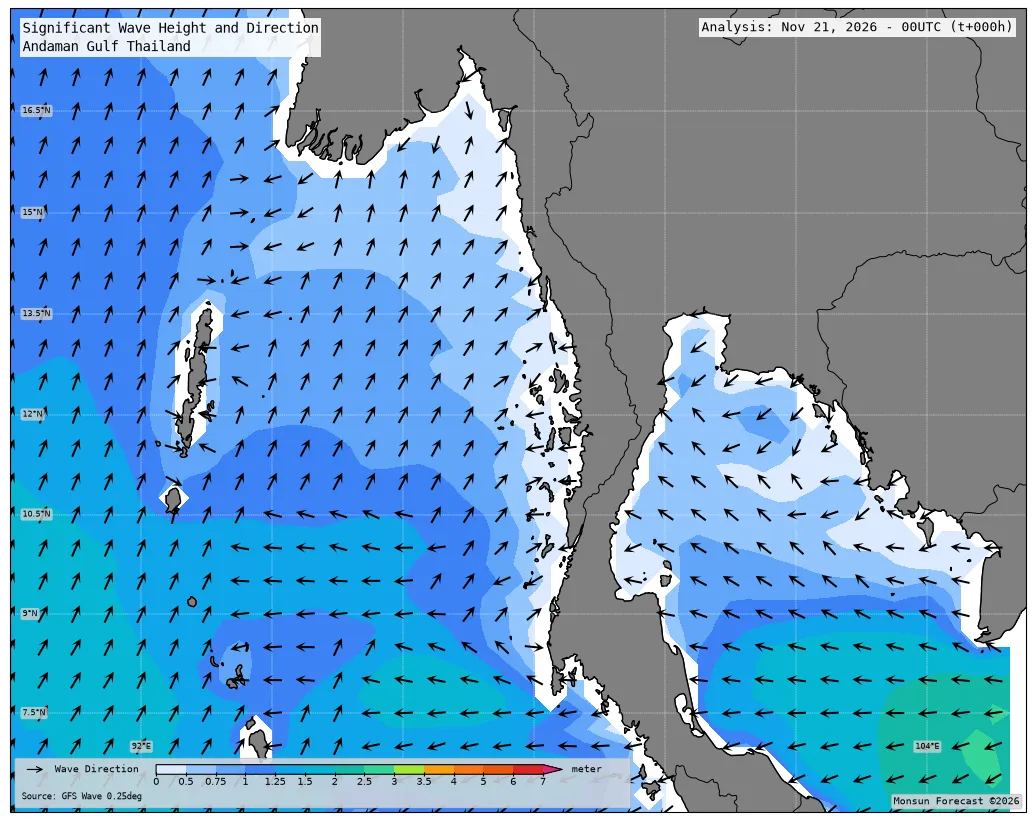 Significant Wave Height and Direction
Andaman Gulf Thailand
Analysis: Nov 21, 2026 - 00UTC (t+000h)
16.5°N
15°N
13.5°N
12°N
10.5°N
9°N
7.5°N
92°E
104°E
Wave Direction
0 0.5 0.75 1 1.25 1.5 2 2.5 3 3.5 4 5 6 7
meter
Source: GFS Wave 0.25deg
Monsun Forecast ©2026